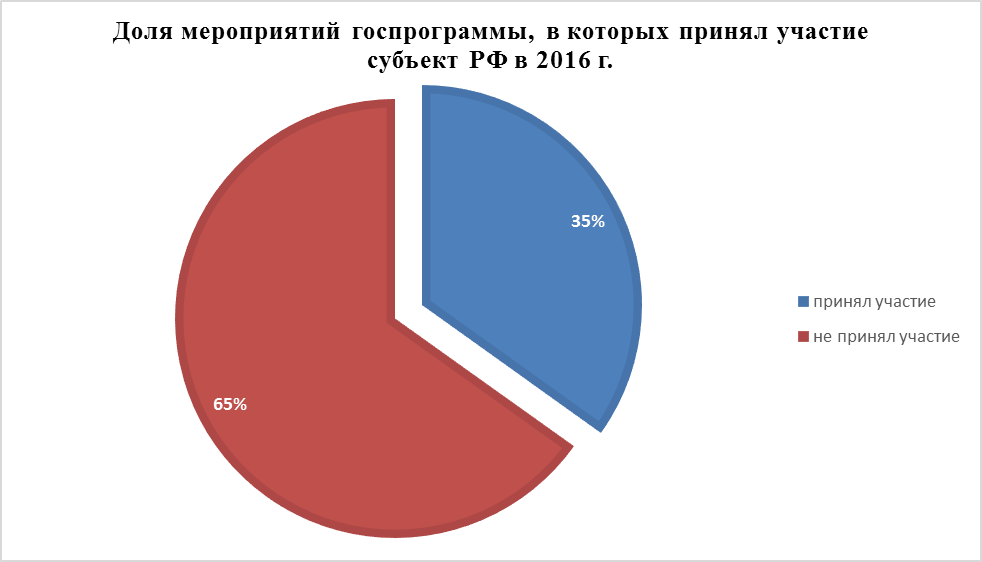 Доля мероприятий госпрограммы, в которых принял участие
субъект РФ в 2016 г.
35%
принял участие
не принял участие
65%